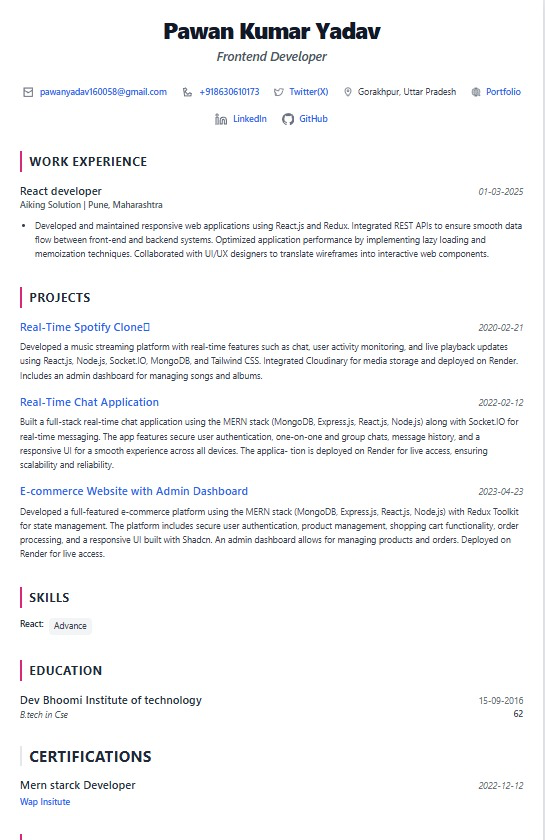 Pawan Kumar Yadav
Frontend Developer
pawanyadav160058@gmail.com +918630610173 Twitter(X) Gorakhpur, Uttar Pradesh Portfolio
LinkedIn GitHub
WORK EXPERIENCE
React developer 01-03-2025
Aiking Solution | Pune, Maharashtra
• Developed and maintained responsive web applications using React.js and Redux. Integrated REST APIs to ensure smooth data
flow between front-end and backend systems. Optimized application performance by implementing lazy loading and
memoization techniques. Collaborated with UI/UX designers to translate wireframes into interactive web components.
PROJECTS
Real-Time Spotify Clone 2020-02-21
Developed a music streaming platform with real-time features such as chat, user activity monitoring, and live playback updates
using React.js, Node.js, Socket.IO, MongoDB, and Tailwind CSS. Integrated Cloudinary for media storage and deployed on Render.
Includes an admin dashboard for managing songs and albums.
Real-Time Chat Application 2022-02-12
Built a full-stack real-time chat application using the MERN stack (MongoDB, Express.js, React.js, Node.js) along with Socket.IO for
real-time messaging. The app features secure user authentication, one-on-one and group chats, message history, and a
responsive UI for a smooth experience across all devices. The applica- tion is deployed on Render for live access, ensuring
scalability and reliability.
E-commerce Website with Admin Dashboard 2023-04-23
Developed a full-featured e-commerce platform using the MERN stack (MongoDB, Express.js, React.js, Node.js) with Redux Toolkit
for state management. The platform includes secure user authentication, product management, shopping cart functionality, order
processing, and a responsive UI built with Shadcn. An admin dashboard allows for managing products and orders. Deployed on
Render for live access.
SKILLS
React: Advance
EDUCATION
Dev Bhoomi Institute of technology 15-09-2016
B.tech in Cse 62
CERTIFICATIONS
Mern starck Developer 2022-12-12
Wap Insitute